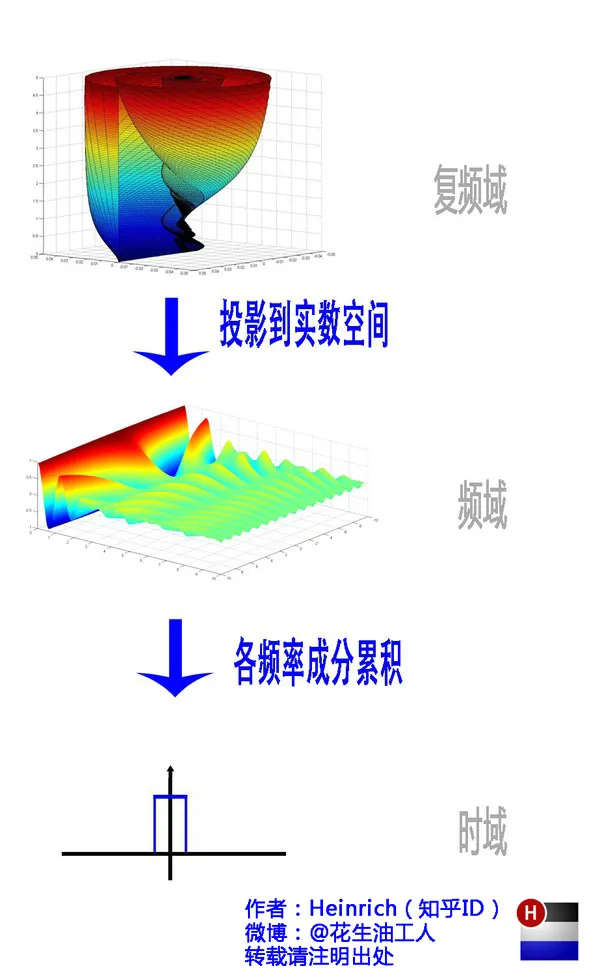 复频域
投影到实数空间
频域
各频率成分累积
时域
作者：Heinrich（知乎ID）
微博：@花生油工人
转载请注明出处
H